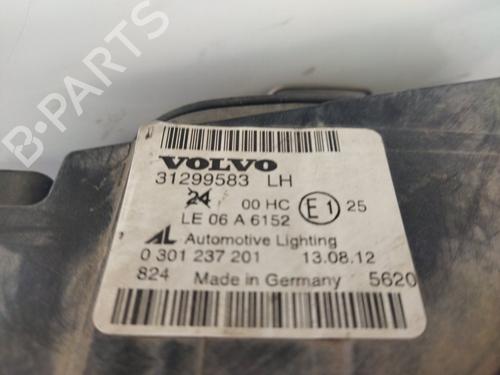 B-PARTS
VOLVO
31299583 LH
24 00 HC E1 25
LE 06 A 6152
AL Automotive Lighting
0 301 237 201 13.08.12
824 Made in Germany 5620